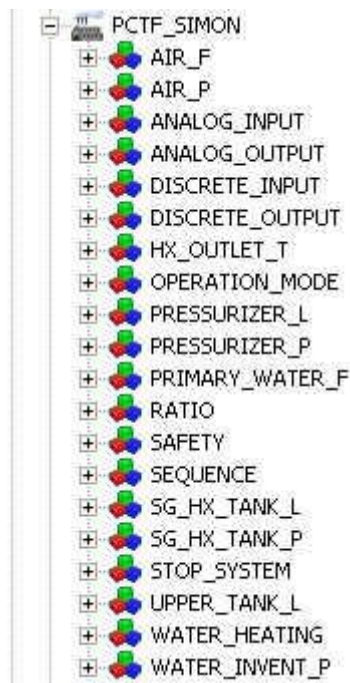 PCTF_SIMON
AIR_F
AIR_P
ANALOG_INPUT
ANALOG_OUTPUT
DISCRETE_INPUT
DISCRETE_OUTPUT
HX_OUTLET_T
OPERATION_MODE
PRESSURIZER_L
PRESSURIZER_P
PRIMARY_WATER_F
RATIO
SAFETY
SEQUENCE
SG_HX_TANK_L
SG_HX_TANK_P
STOP_SYSTEM
UPPER_TANK_L
WATER_HEATING
WATER_INVENT_P